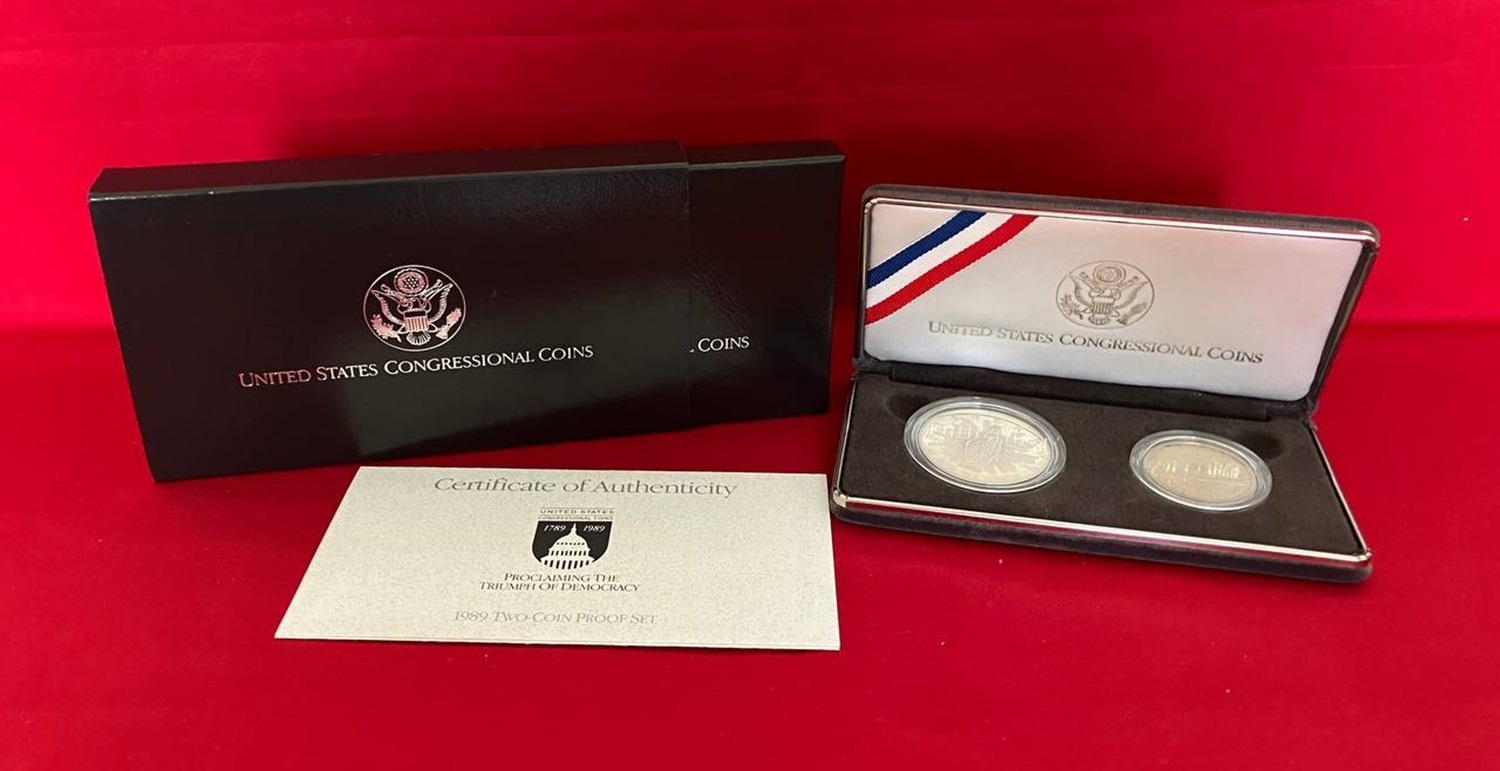 UNITED STATES CONGRESSIONAL COINS
COINS
UNITED STATES CONGRESSIONAL COINS
Certificate of Authenticity
UNITED STATES
CONGRESSIONAL COINS
1789 1989
PROCLAIMING THE
TRIUMPH OF DEMOCRACY
1989 TWO-COIN PROOF SET